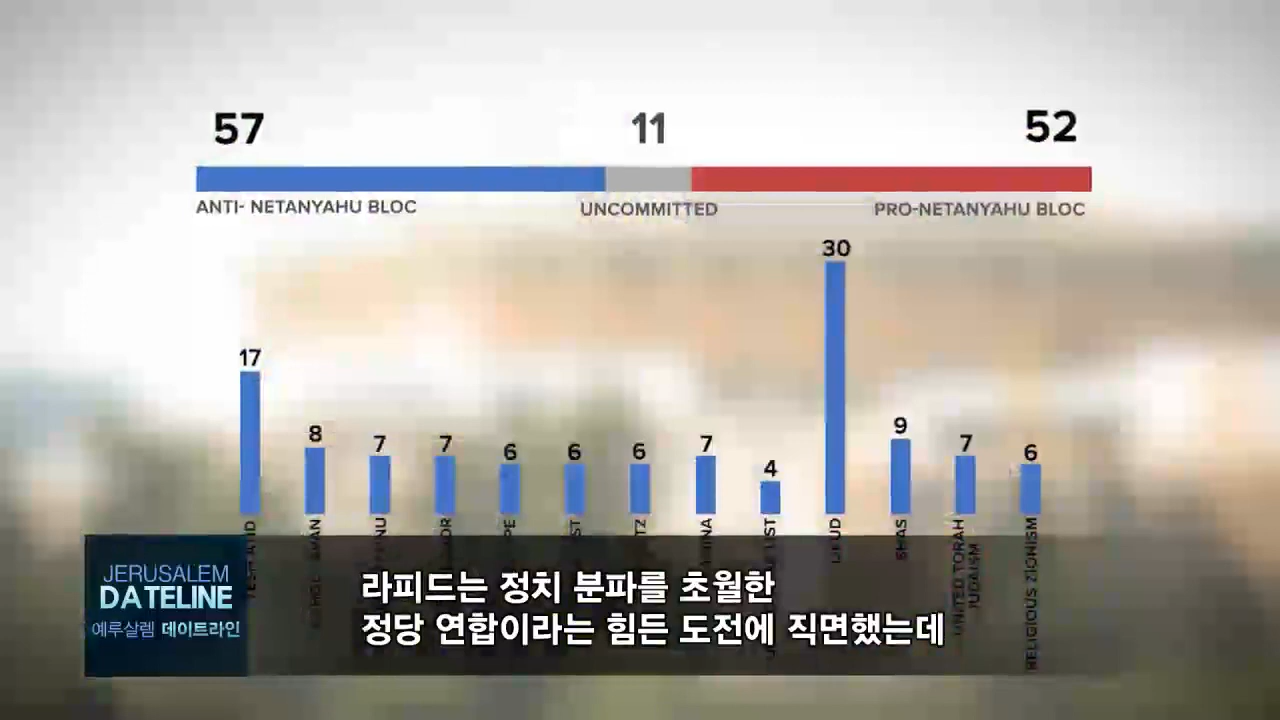 57
11
52
ANTI- NETANYAHU BLOC
UNCOMMITTED
PRO-NETANYAHU BLOC
17
8
7
7
6
6
6
7
4
30
9
7
6
SHAS
UNITED TORAH
JUDAISM
RELIGIOUS ZIONISM
JERUSALEM
DATELINE
예루살렘 데이트라인
라피드는 정치 분파를 초월한
정당 연합이라는 힘든 도전에 직면했는데